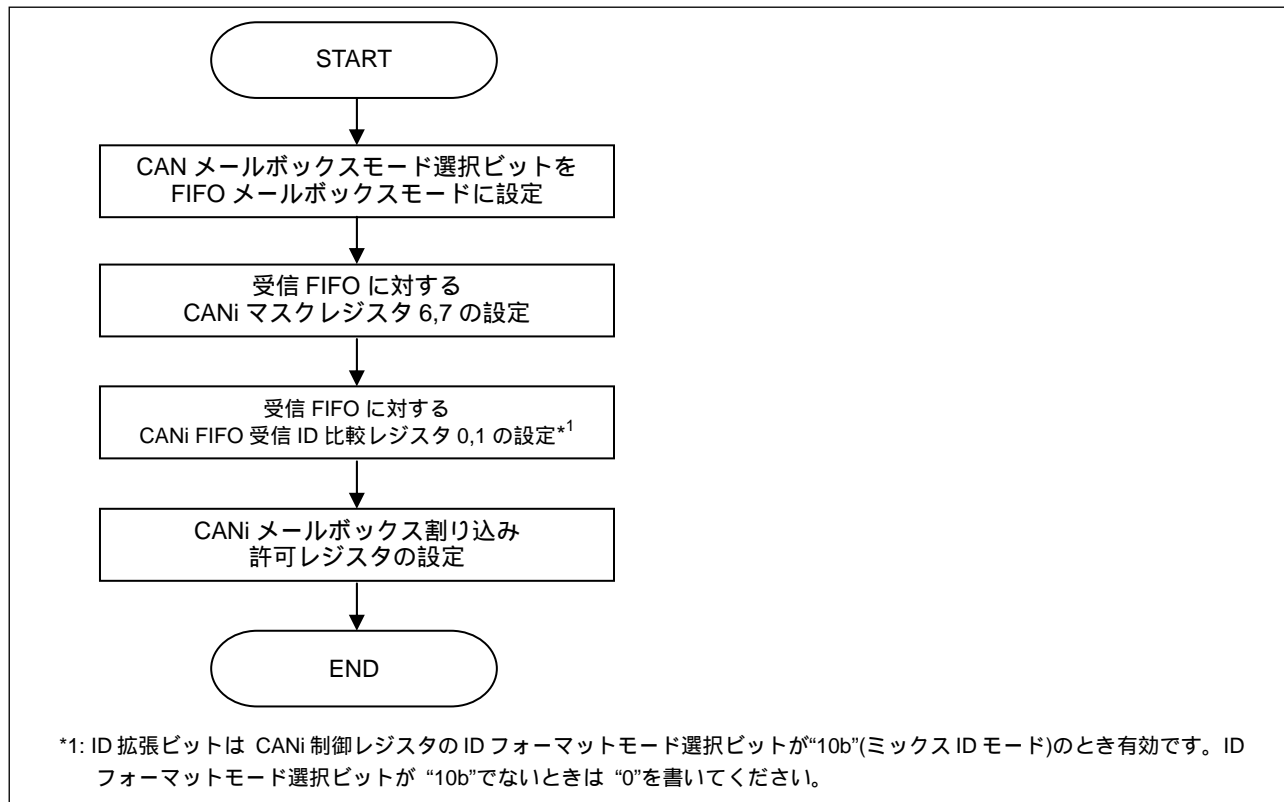 START
CAN メールボックスモード選択ビットを
FIFO メールボックスモードに設定
受信 FIFO に対する
CANi マスクレジスタ 6,7 の設定
受信 FIFO に対する
CANi FIFO 受信 ID 比較レジスタ 0,1 の設定*1
CANi メールボックス割り込み
許可レジスタの設定
END
*1: ID 拡張ビットは CANi 制御レジスタの ID フォーマットモード選択ビットが“10b”(ミックス ID モード)のとき有効です。ID
フォーマットモード選択ビットが “10b”でないときは “0”を書いてください。